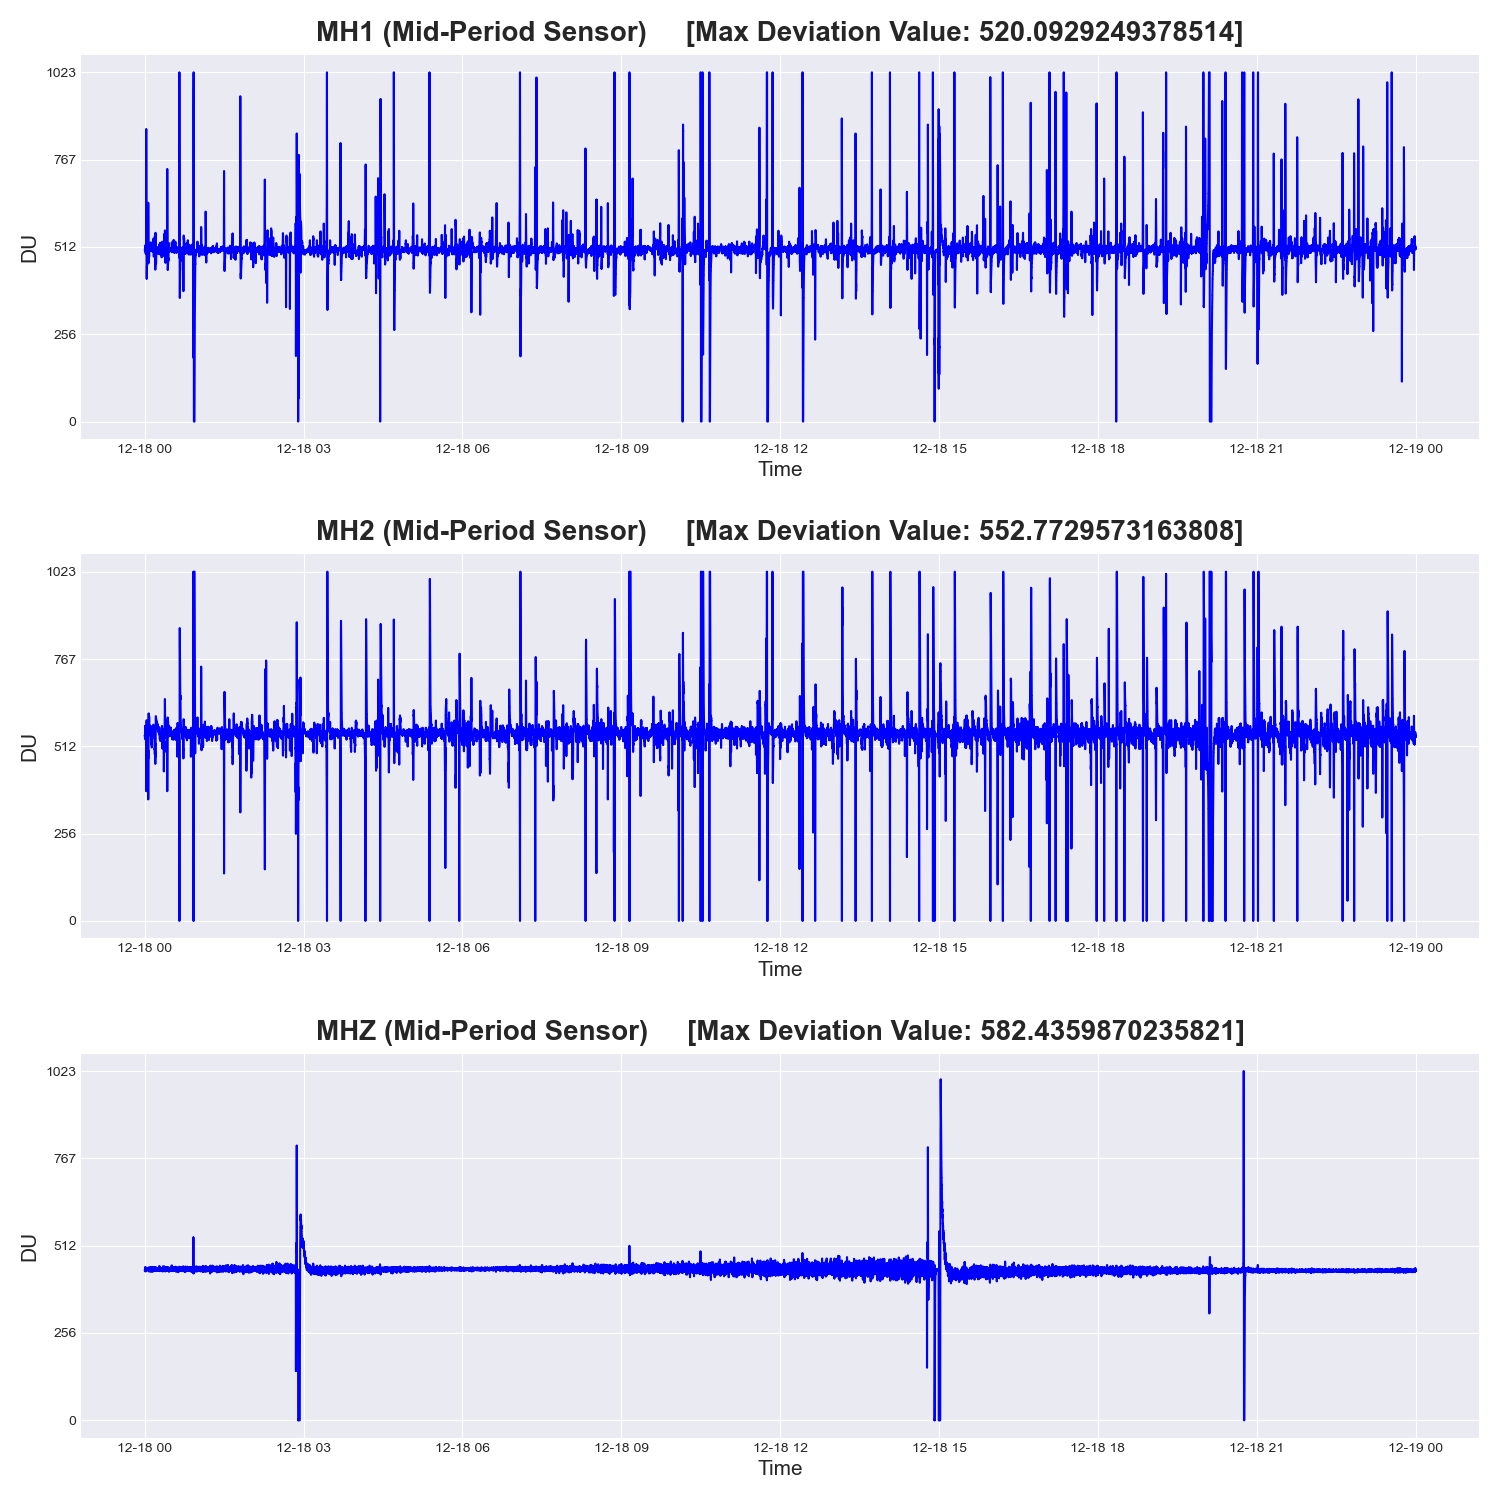 MH1 (Mid-Period Sensor) [Max Deviation Value: 520.0929249378514]
1023
767
512
256
0
DU
12-18 00 12-18 03 12-18 06 12-18 09 12-18 12 12-18 15 12-18 18 12-18 21 12-19 00
Time
MH2 (Mid-Period Sensor) [Max Deviation Value: 552.7729573163808]
1023
767
512
256
0
DU
12-18 00 12-18 03 12-18 06 12-18 09 12-18 12 12-18 15 12-18 18 12-18 21 12-19 00
Time
MHZ (Mid-Period Sensor) [Max Deviation Value: 582.4359870235821]
1023
767
512
256
0
DU
12-18 00 12-18 03 12-18 06 12-18 09 12-18 12 12-18 15 12-18 18 12-18 21 12-19 00
Time